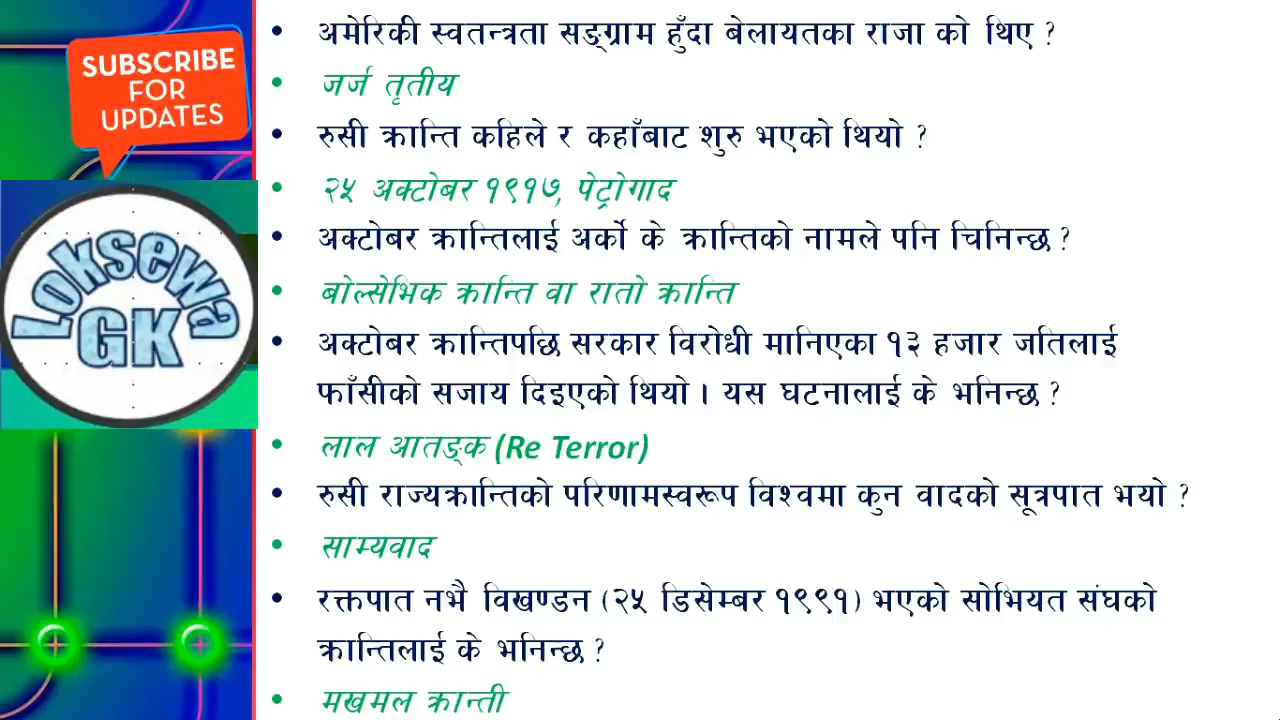 SUBSCRIBE
FOR
UPDATES
Loksewa
GK
• अमेरिकी स्वतन्त्रता सङ्ग्राम हुँदा बेलायतका राजा को थिए ?
• जर्ज तृतीय
• रुसी क्रान्ति कहिले र कहाँबाट शुरु भएको थियो ?
• २५ अक्टोबर १९१७, पेट्रोगाद
• अक्टोबर क्रान्तिलाई अर्को के क्रान्तिको नामले पनि चिनिन्छ ?
• बोल्सेभिक क्रान्ति वा रातो क्रान्ति
• अक्टोबर क्रान्तिपछि सरकार विरोधी मानिएका १३ हजार जतिलाई
फाँसीको सजाय दिइएको थियो । यस घटनालाई के भनिन्छ ?
• लाल आतङ्क (Re Terror)
• रुसी राज्यक्रान्तिको परिणामस्वरूप विश्वमा कुन वादको सूत्रपात भयो ?
• साम्यवाद
• रक्तपात नभै विखण्डन (२५ डिसेम्बर १९९१) भएको सोभियत संघको
क्रान्तिलाई के भनिन्छ ?
• मखमल क्रान्ती